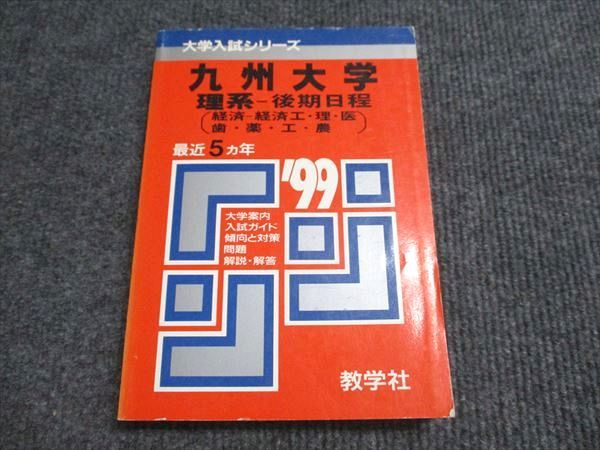 大学入試シリーズ
九州大学
理系-後期日程
(経済-経済工・理・医
歯・薬・工・農)
最近5ヵ年
'99
大学案内
入試ガイド
傾向と対策
問題
解説・解答
教学社